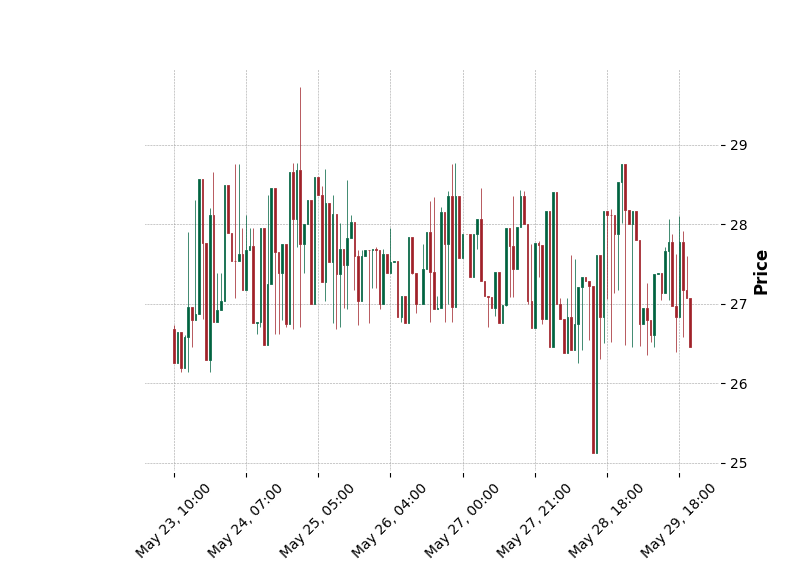 29
28
27
26
25
Price
May 23, 10:00
May 24, 07:00
May 25, 05:00
May 26, 04:00
May 27, 00:00
May 27, 21:00
May 28, 18:00
May 29, 18:00